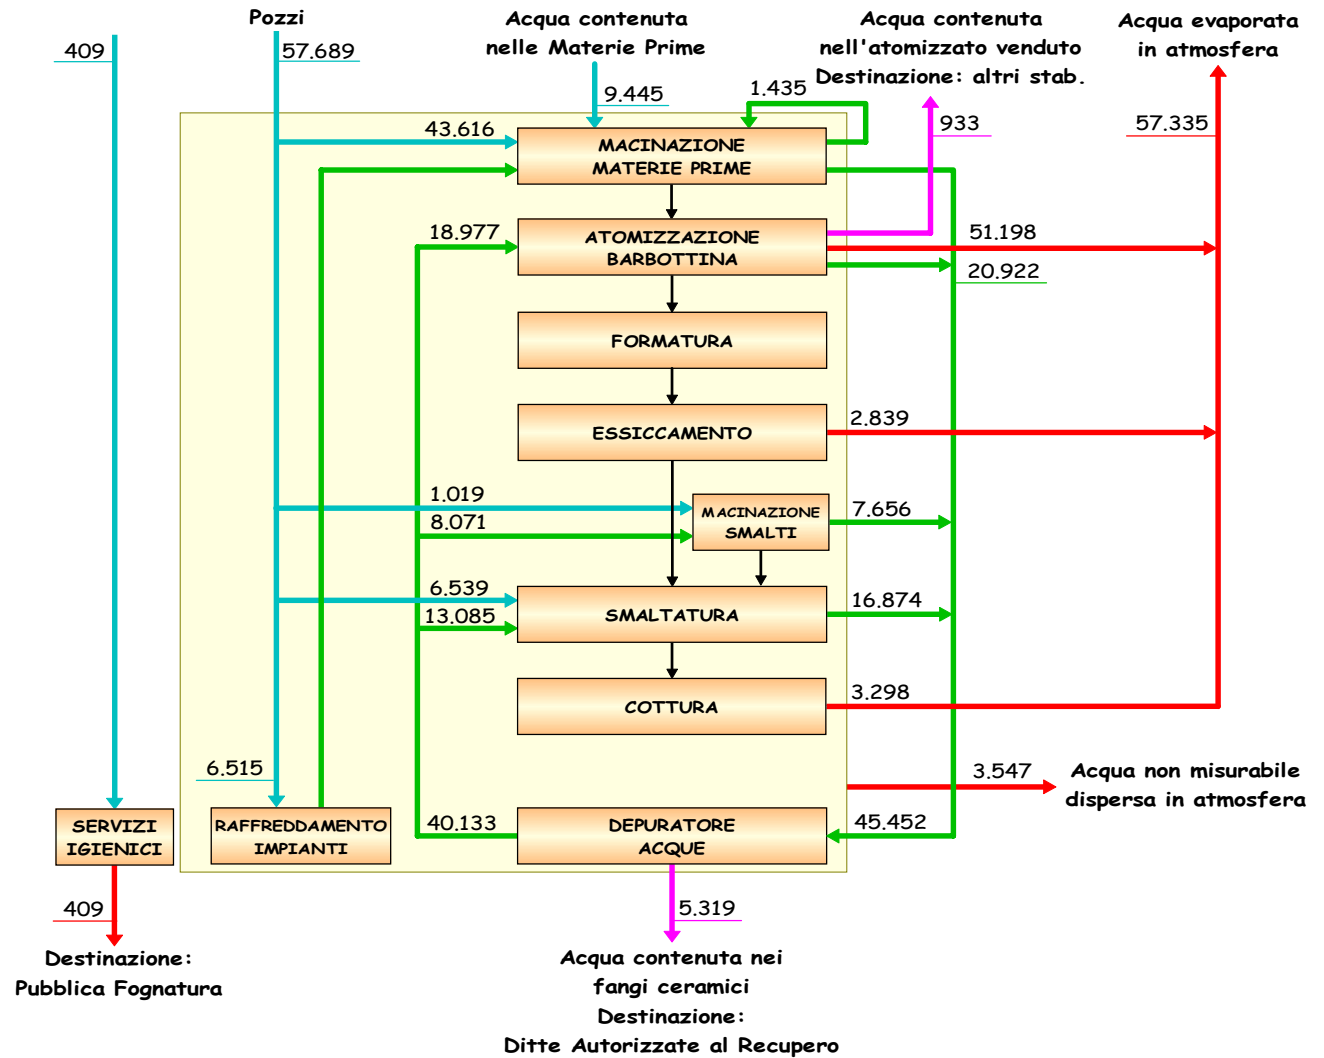 Pozzi
Acqua contenuta
nelle Materie Prime
Acqua contenuta
nell'atomizzato venduto
Destinazione: altri stab.
Acqua evaporata
in atmosfera
409
57.689
9.445
1.435
933
57.335
43.616
MACINAZIONE
MATERIE PRIME
18.977
ATOMIZZAZIONE
BARBOTTINA
51.198
20.922
FORMATURA
ESSICCAMENTO
2.839
1.019
8.071
MACINAZIONE
SMALTI
7.656
6.539
13.085
SMALTATURA
16.874
COTTURA
3.298
6.515
3.547
Acqua non misurabile
dispersa in atmosfera
SERVIZI
IGIENICI
RAFFREDDAMENTO
IMPIANTI
40.133
DEPURATORE
ACQUE
45.452
409
5.319
Destinazione:
Pubblica Fognatura
Acqua contenuta nei
fangi ceramici
Destinazione:
Ditte Autorizzate al Recupero